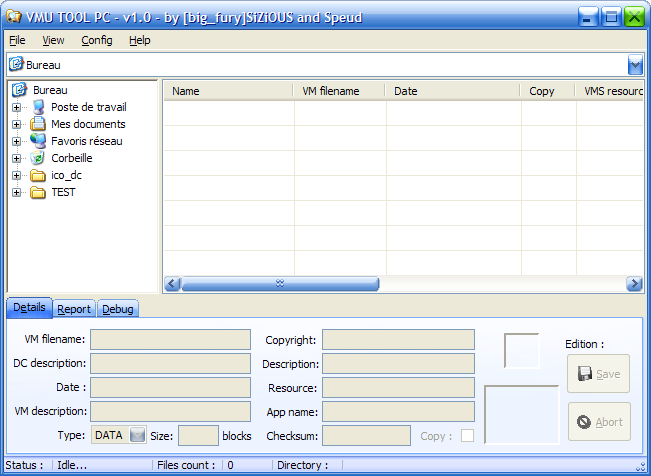 VMU TOOL PC - v1.0 - by [big_fury]SiZiOUS and Speud
File View Config Help
Bureau
Bureau
Poste de travail
Mes documents
Favoris réseau
Corbeille
ico_dc
TEST
Name VM filename Date Copy VMS resourc
Details Report Debug
VM filename: Copyright: Edition :
DC description: Description: Save
Date : Resource:
VM description: App name: Abort
Type: DATA Size: blocks Checksum: Copy :
Status : Idle... Files count : 0 Directory :